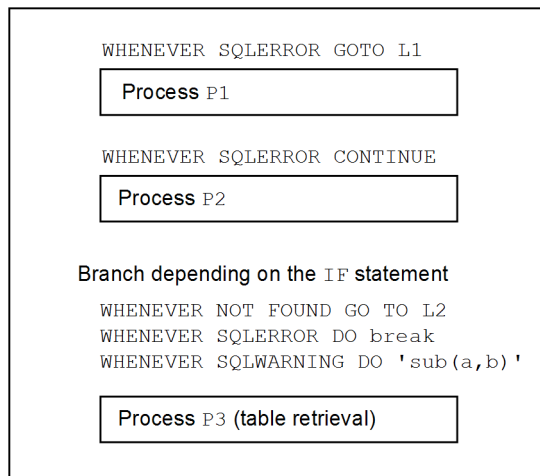 WHENEVER SQLERROR GOTO L1
Process P1
WHENEVER SQLERROR CONTINUE
Process P2
Branch depending on the IF statement
WHENEVER NOT FOUND GO TO L2
WHENEVER SQLERROR DO break
WHENEVER SQLWARNING DO 'sub(a,b)'
Process P3 (table retrieval)